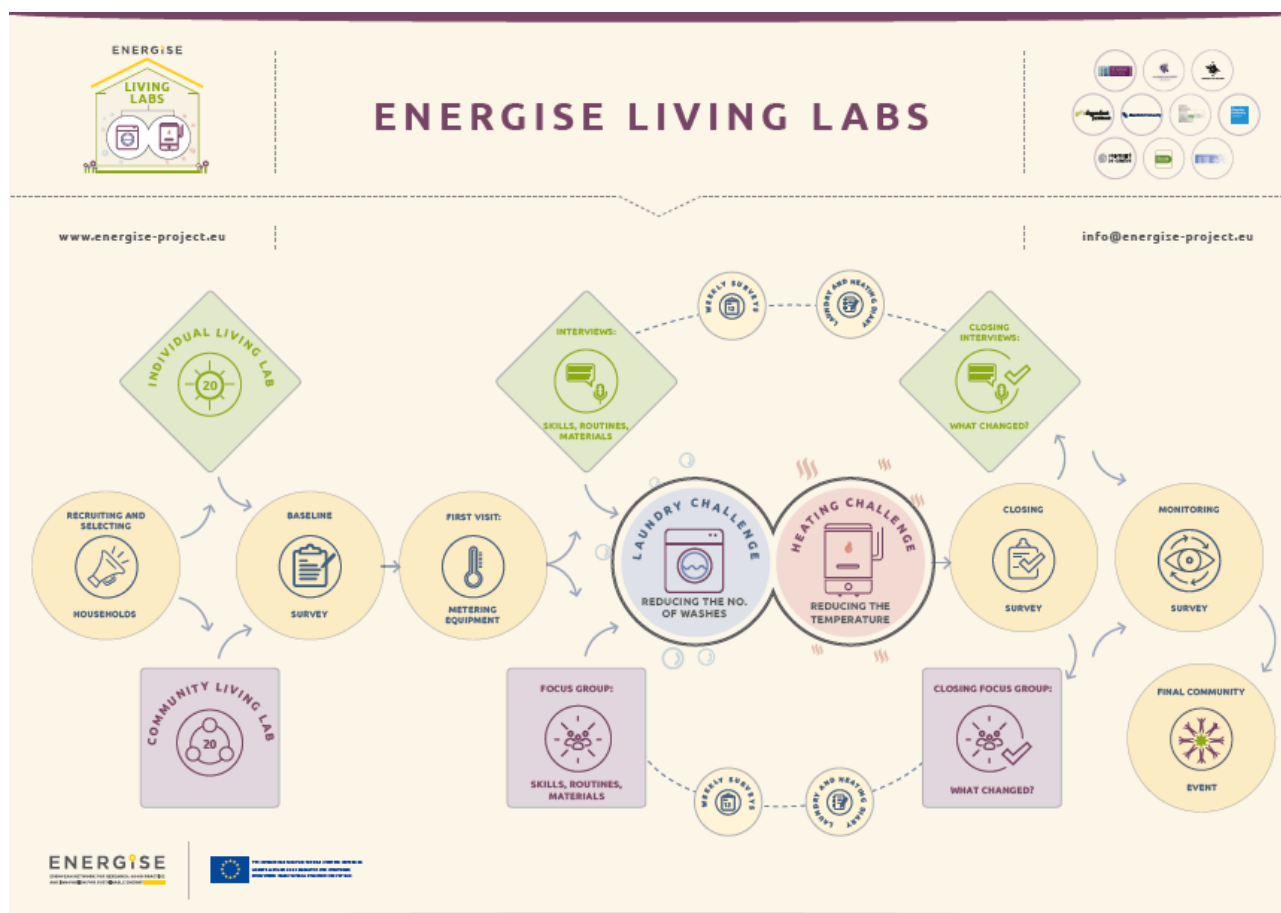 ENERGISE
LIVING
LABS
ENERGISE LIVING LABS
www.energise-project.eu
info@energise-project.eu
INDIVIDUAL LIVING LAB
20
INTERVIEWS:
SKILLS, ROUTINES,
MATERIALS
WEEKLY SURVEYS
LAUNDRY AND HEATING DIARY
CLOSING
INTERVIEWS:
WHAT CHANGED?
RECRUITING AND
SELECTING
HOUSEHOLDS
BASELINE
SURVEY
FIRST VISIT:
METERING
EQUIPMENT
LAUNDRY CHALLENGE
REDUCING THE NO.
OF WASHES
HEATING CHALLENGE
REDUCING THE
TEMPERATURE
CLOSING
SURVEY
MONITORING
SURVEY
COMMUNITY LIVING LAB
20
FOCUS GROUP:
SKILLS, ROUTINES,
MATERIALS
WEEKLY SURVEYS
LAUNDRY AND HEATING DIARY
CLOSING FOCUS GROUP:
WHAT CHANGED?
FINAL COMMUNITY
EVENT
ENERGISE